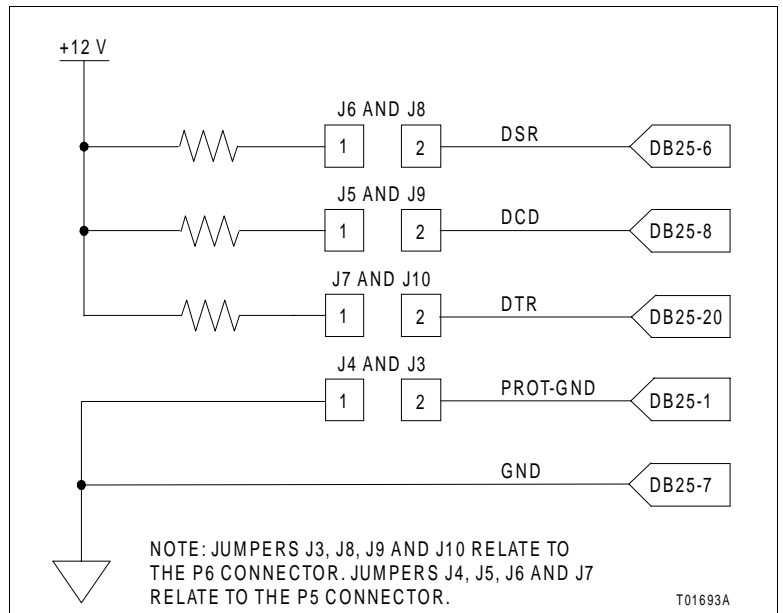 +12 V
J6 AND J8
1 2 DSR DB25-6
J5 AND J9
1 2 DCD DB25-8
J7 AND J10
1 2 DTR DB25-20
J4 AND J3
1 2 PROT-GND DB25-1
GND DB25-7
NOTE: JUMPERS J3, J8, J9 AND J10 RELATE TO
THE P6 CONNECTOR. JUMPERS J4, J5, J6 AND J7
RELATE TO THE P5 CONNECTOR.
T01693A